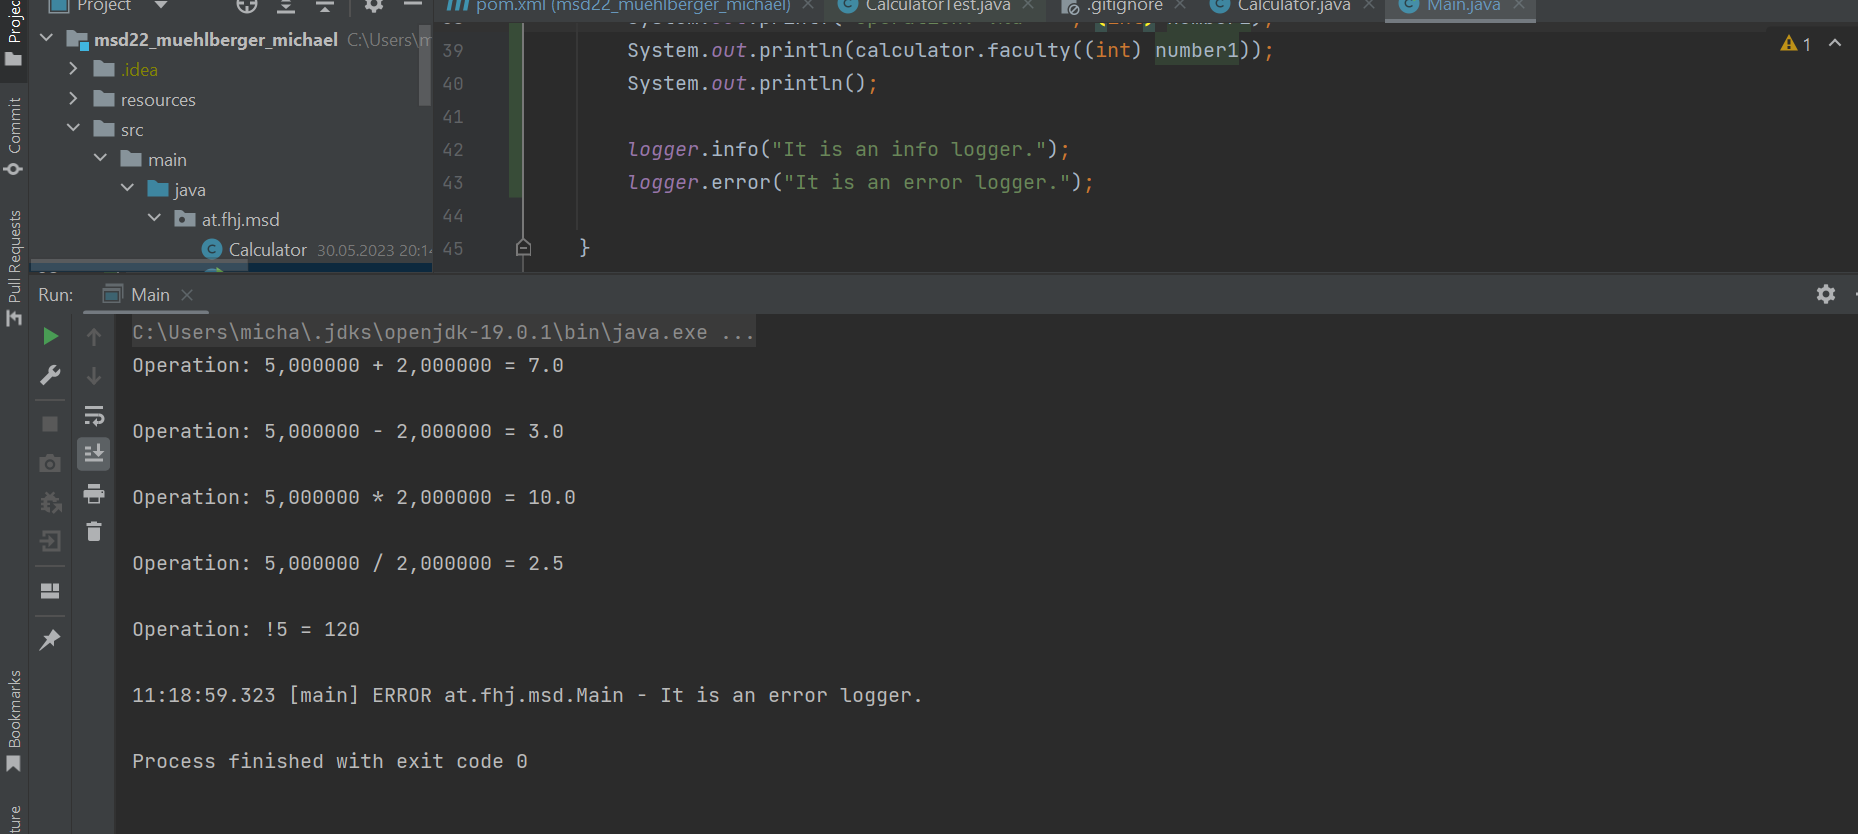 Project
pom.xml (msd22_muehlberger_michael)
CalculatorTest.java
.gitignore
Calculator.java
Main.java
Project
Commit
Pull Requests
Bookmarks
msd22_muehlberger_michael C:\Users\m
.idea
resources
src
main
java
at.fhj.msd
Calculator 30.05.2023 20:14
39 System.out.println(calculator.faculty((int) number1));
40 System.out.println();
41
42 logger.info("It is an info logger.");
43 logger.error("It is an error logger.");
44
45 }
1
Run: Main
C:\Users\micha\.jdks\openjdk-19.0.1\bin\java.exe ...
Operation: 5,000000 + 2,000000 = 7.0
Operation: 5,000000 - 2,000000 = 3.0
Operation: 5,000000 * 2,000000 = 10.0
Operation: 5,000000 / 2,000000 = 2.5
Operation: !5 = 120
11:18:59.323 [main] ERROR at.fhj.msd.Main - It is an error logger.
Process finished with exit code 0